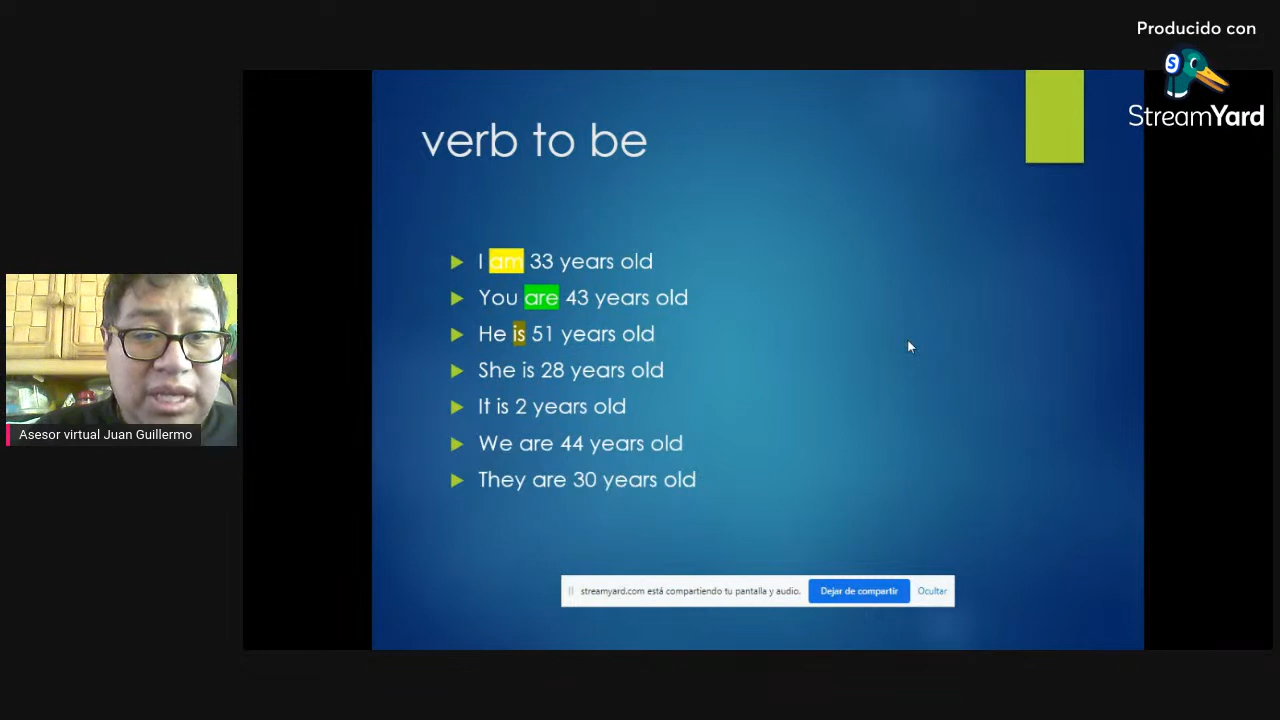 Producido con
StreamYard
verb to be
I am 33 years old
You are 43 years old
He is 51 years old
She is 28 years old
It is 2 years old
We are 44 years old
They are 30 years old
Asesor virtual Juan Guillermo
streamyard.com está compartiendo tu pantalla y audio. Dejar de compartir Ocultar